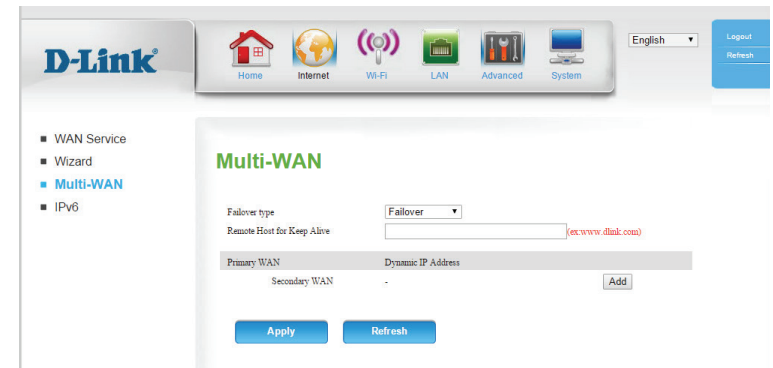 D-Link
Home
Internet
Wi-Fi
LAN
Advanced
System
English
Logout
Refresh
WAN Service
Wizard
Multi-WAN
IPv6
Multi-WAN
Failover type Failover
Remote Host for Keep Alive (ex:www.dlink.com)
Primary WAN Dynamic IP Address
Secondary WAN - Add
Apply Refresh